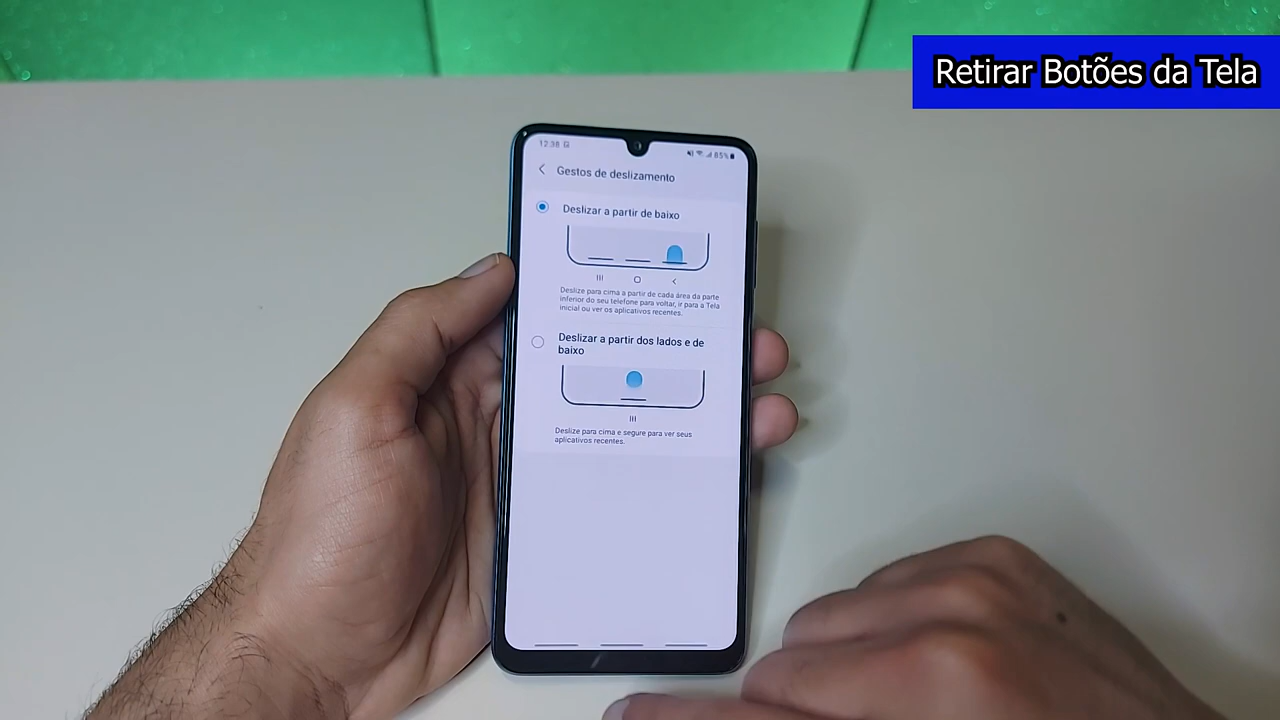 Retirar Botões da Tela
12:38
85%
Gestos de deslizamento
Deslizar a partir de baixo
Deslize para cima a partir de cada área da parte
inferior do seu telefone para voltar, ir para a Tela
inicial ou ver os aplicativos recentes.
Deslizar a partir dos lados e de
baixo
Deslize para cima e segure para ver seus
aplicativos recentes.